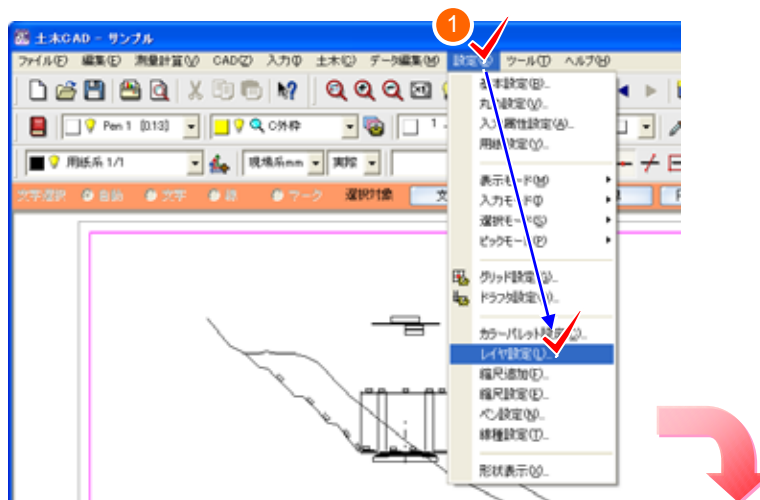 1
土木CAD - サンプル
ファイル(F) 編集(E) 測量計算(V) CAD(Z) 入力(I) 土木(C) データ編集(M) 設定 ツール(T) ヘルプ(H)
Pen 1 [0.13] C外枠 1
用紙系 1/1 現場系mm 実際
文字選択 自由 文字 線 マーク 選択対象 文
基本設定(B)...
丸め設定(V)...
入力属性設定(A)...
用紙設定(Y)...
表示モード(M)
入力モード(I)
選択モード(S)
ピックモード(P)
グリッド設定
ドラフタ設定
カラーパレット設定
レイヤ設定(L)...
縮尺追加(F)...
縮尺設定(E)...
ペン設定(N)...
線種設定(T)...
形状表示(X)...